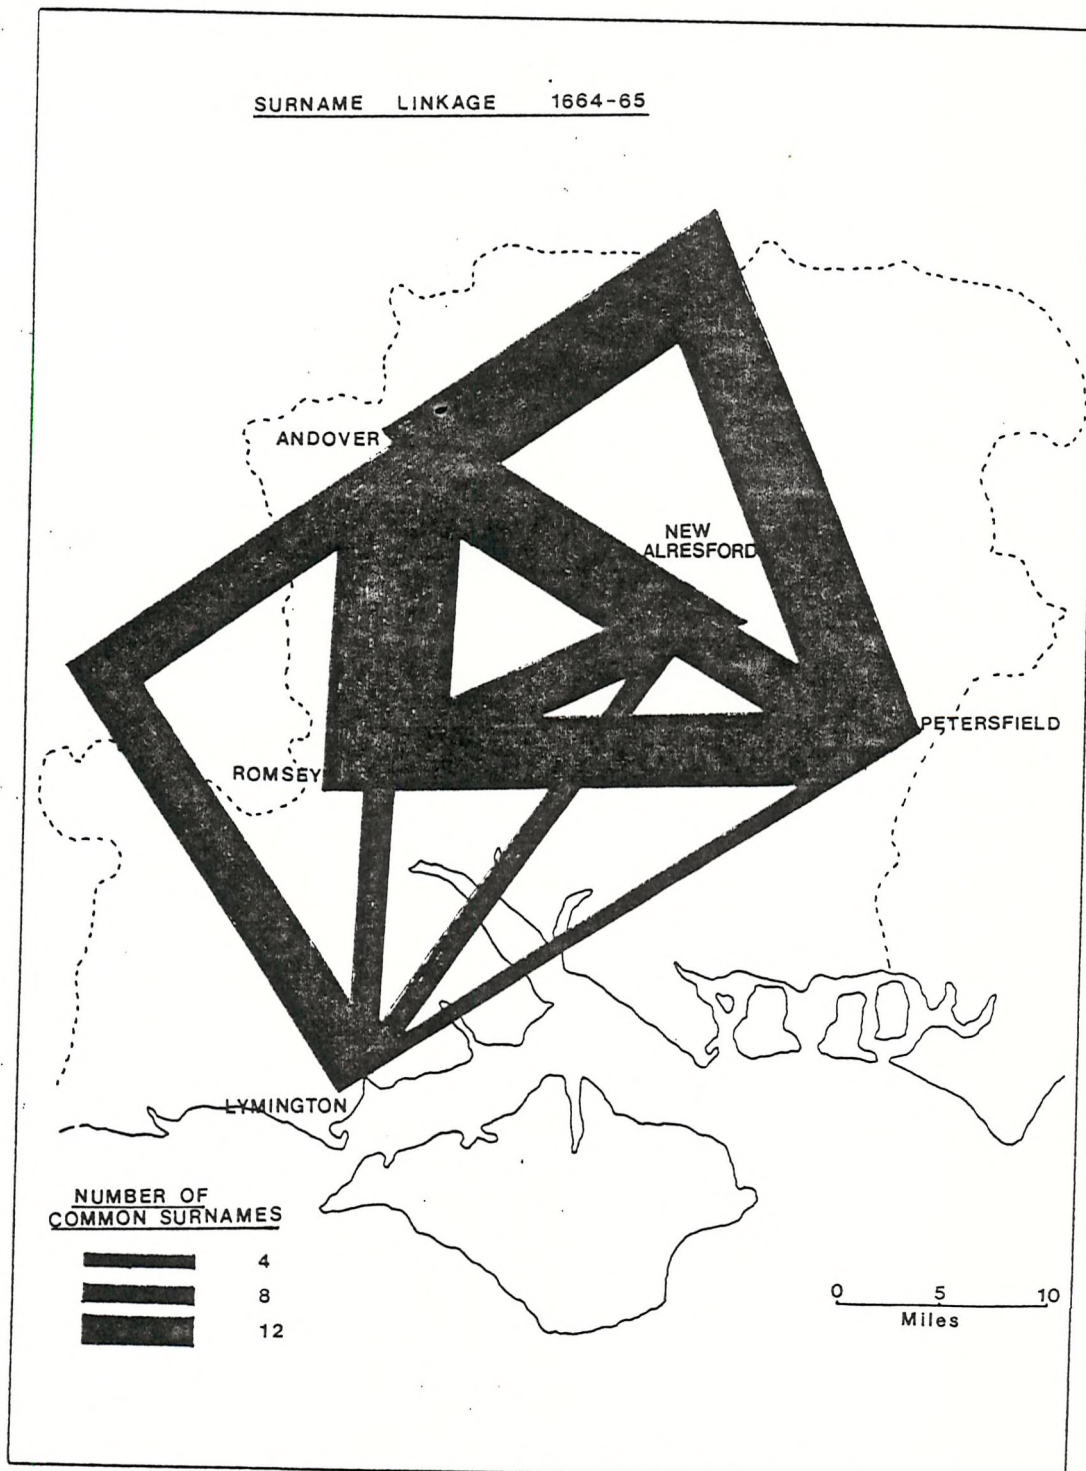 SURNAME LINKAGE 1664-65
ANDOVER
NEW
ALRESFORD
PETERSFIELD
ROMSEY
LYMINGTON
NUMBER OF
COMMON SURNAMES
4
8
12
0 5 10
Miles